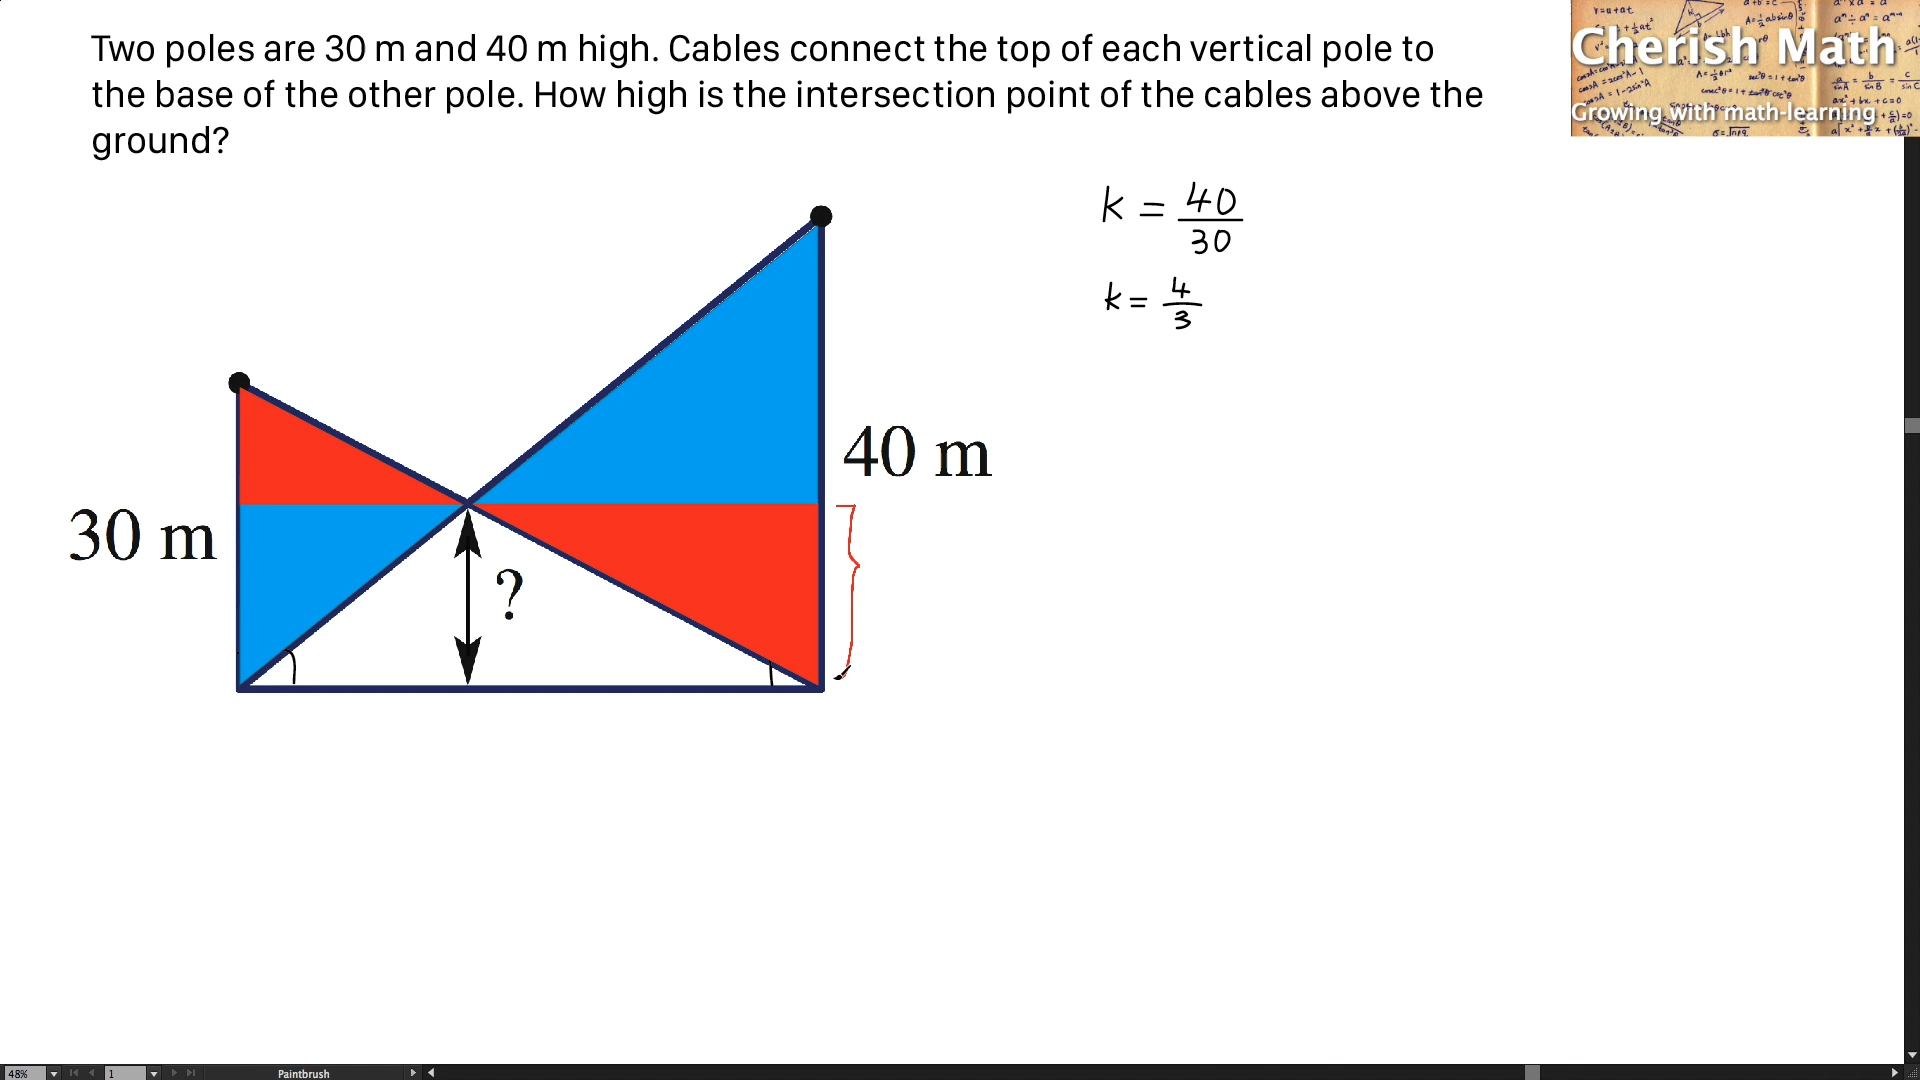 Two poles are 30 m and 40 m high. Cables connect the top of each vertical pole to
the base of the other pole. How high is the intersection point of the cables above the
ground?
Cherish Math
Growing with math-learning
k = 40/30
k = 4/3
40 m
30 m
?
48%
1
Paintbrush